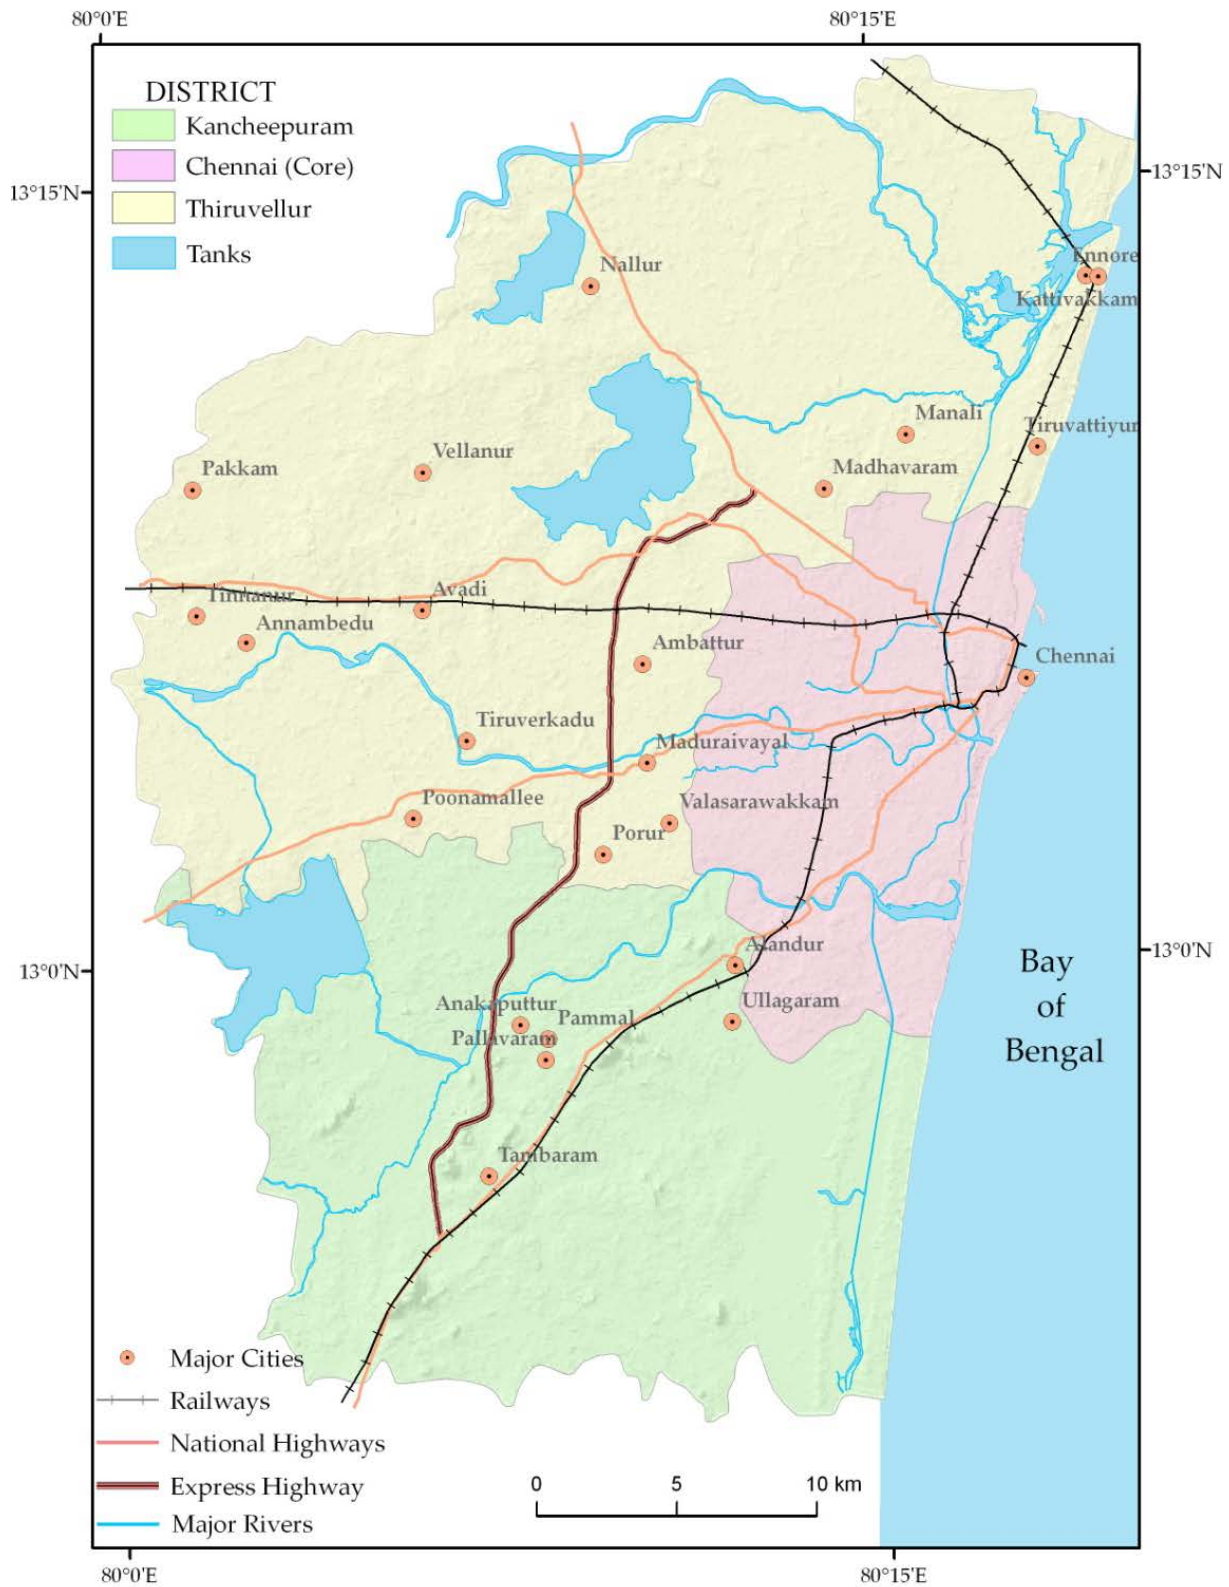 80°0'E
80°15'E
DISTRICT
Kancheepuram
Chennai (Core)
Thiruvellur
Tanks
13°15'N
13°15'N
Nallur
Ennore
Kattivakkam
Manali
Tiruvattiyur
Vellanur
Pakkam
Madhavaram
Avadi
Tinnanur
Annambedu
Ambattur
Chennai
Tiruverkadu
Maduraivayal
Poonamallee
Valasarawakkam
Porur
Alandur
13°0'N
13°0'N
Bay
of
Bengal
Anakaputtur
Ullagaram
Pammal
Pallavaram
Tambaram
Major Cities
Railways
National Highways
Express Highway
Major Rivers
0 5 10 km
80°0'E
80°15'E